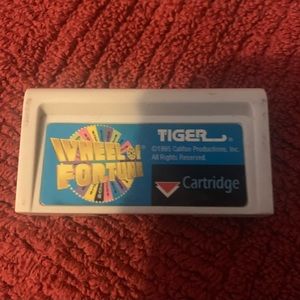 WHEEL OF
FORTUNE
TIGER®
©1995 Califon Productions, Inc.
All Rights Reserved.
Cartridge